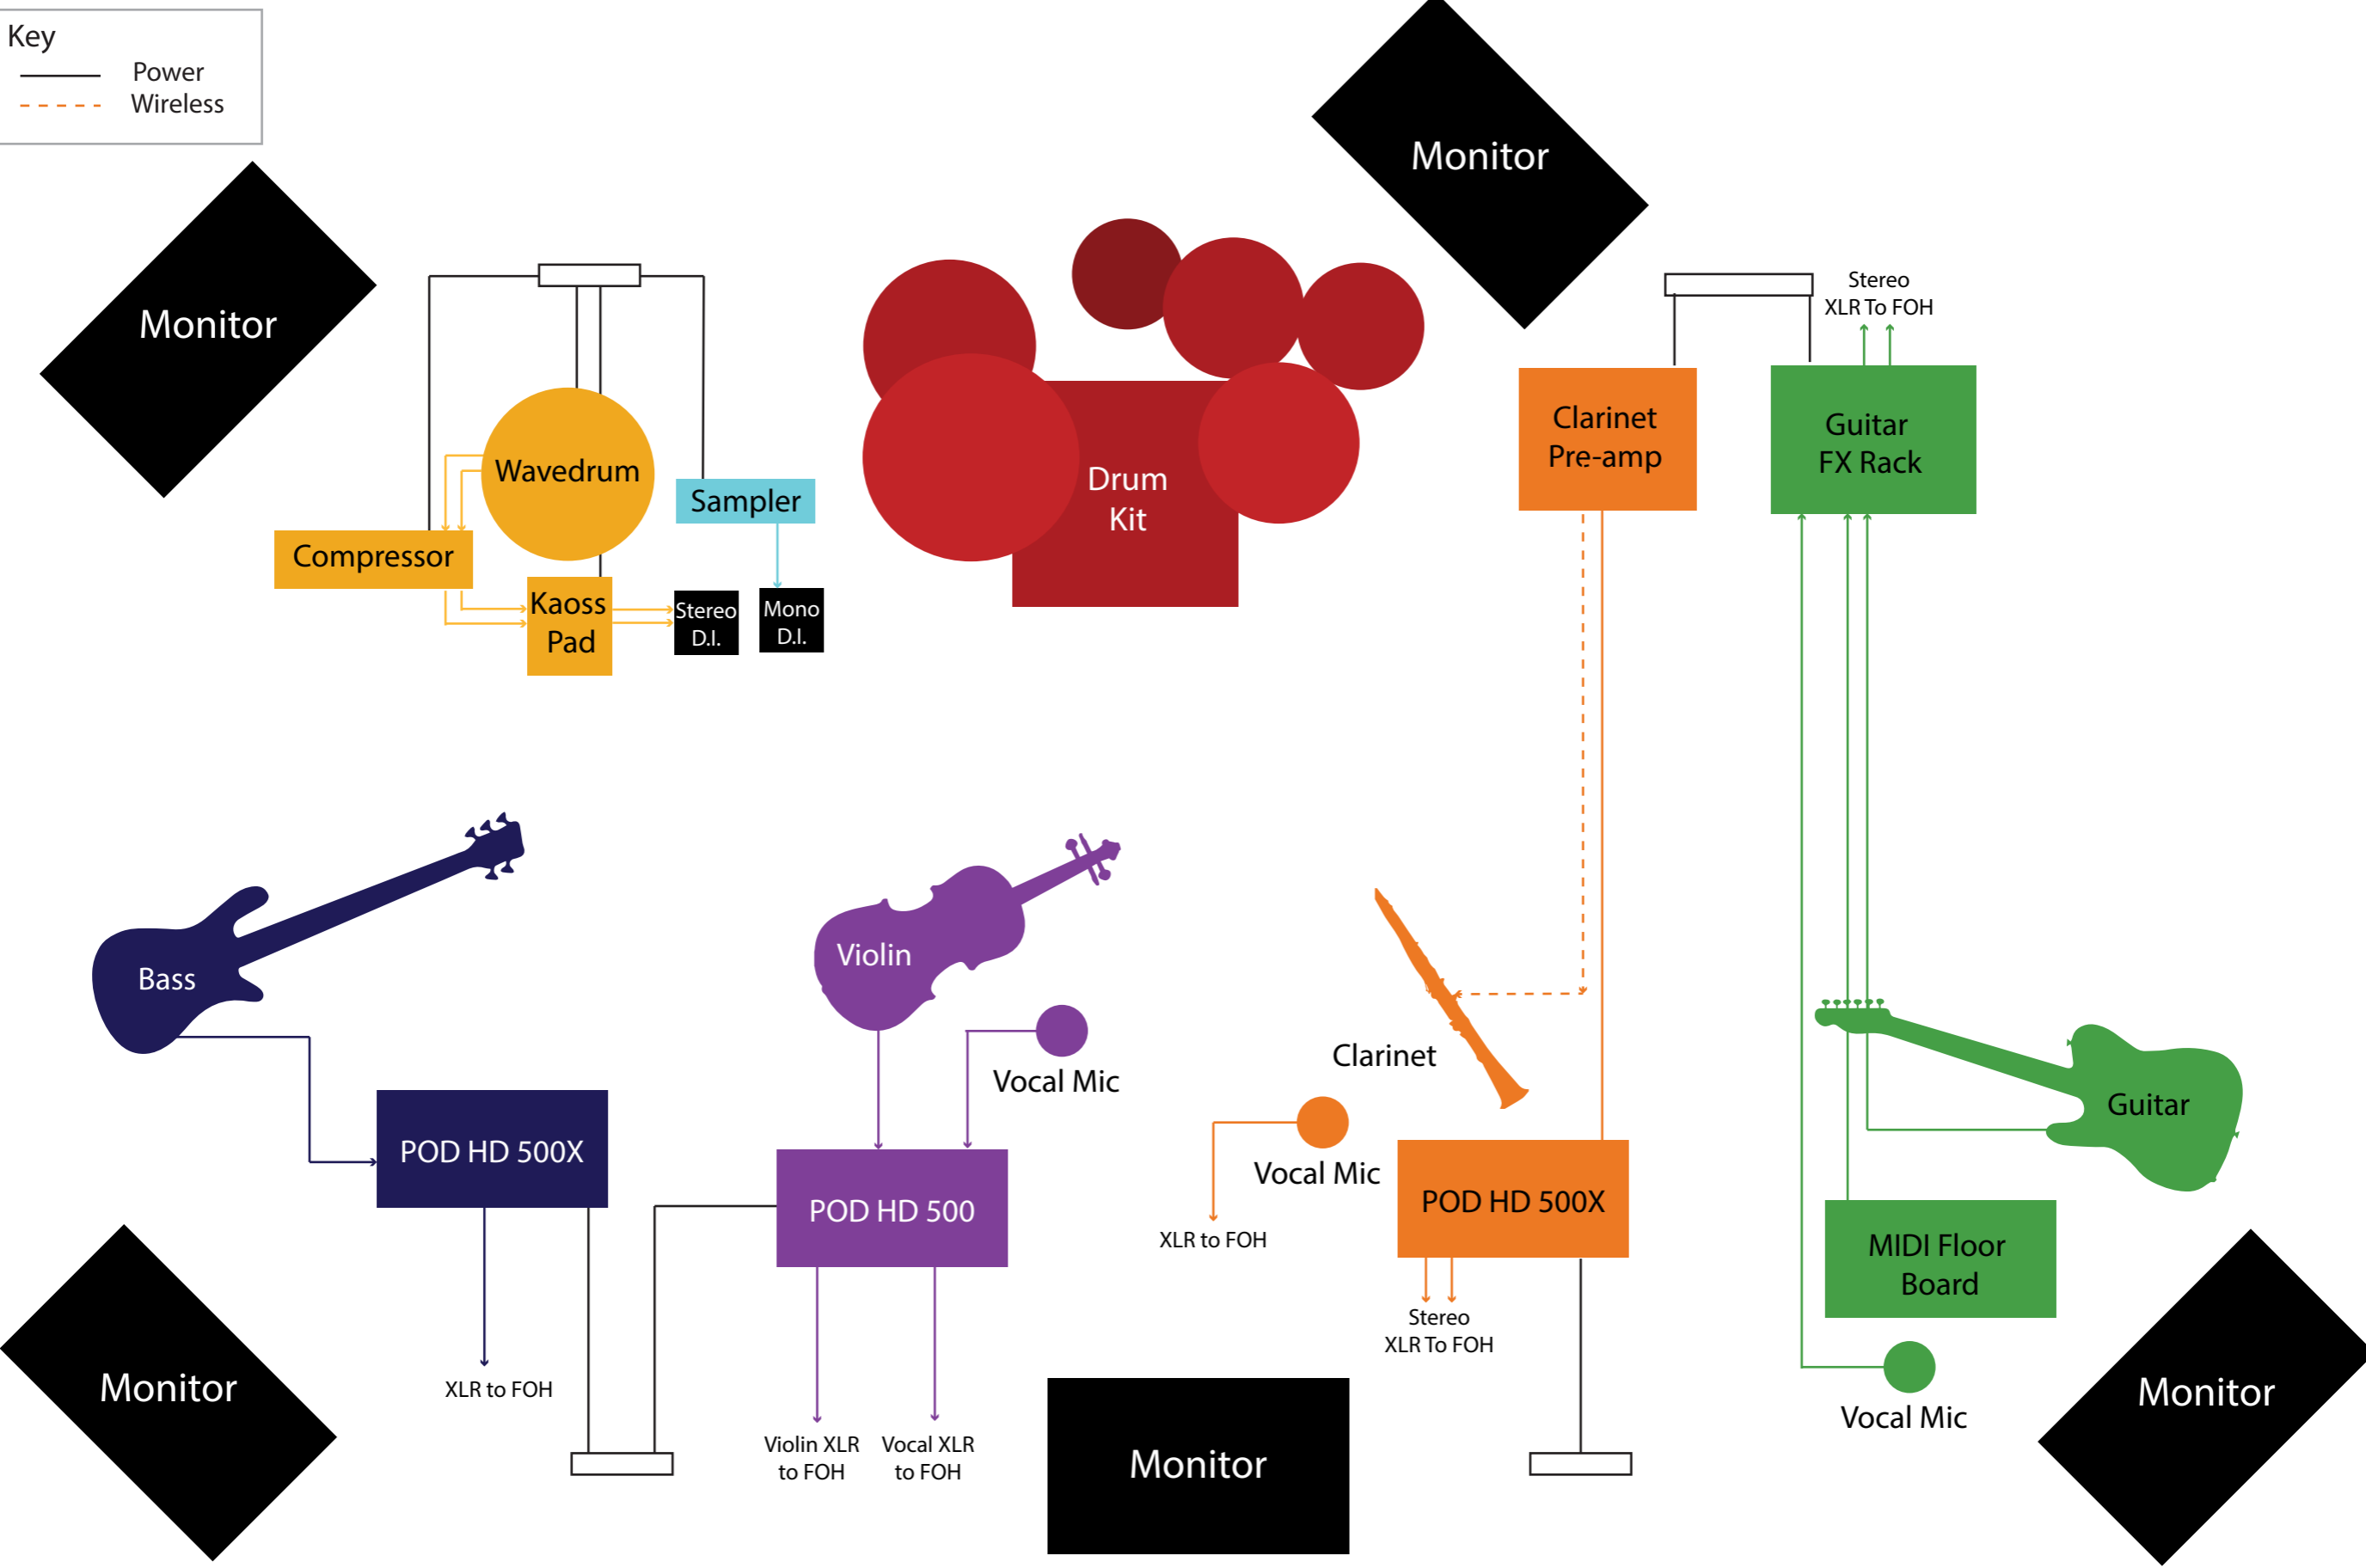 Key
Power
Wireless
Monitor
Monitor
Stereo
XLR To FOH
Clarinet
Pre-amp
Guitar
FX Rack
Wavedrum
Sampler
Drum
Kit
Compressor
Kaoss
Pad
Stereo
D.I.
Mono
D.I.
Bass
Violin
Vocal Mic
Clarinet
Guitar
POD HD 500X
POD HD 500
Vocal Mic
XLR to FOH
POD HD 500X
MIDI Floor
Board
Stereo
XLR To FOH
Monitor
XLR to FOH
Violin XLR
to FOH
Vocal XLR
to FOH
Monitor
Vocal Mic
Monitor